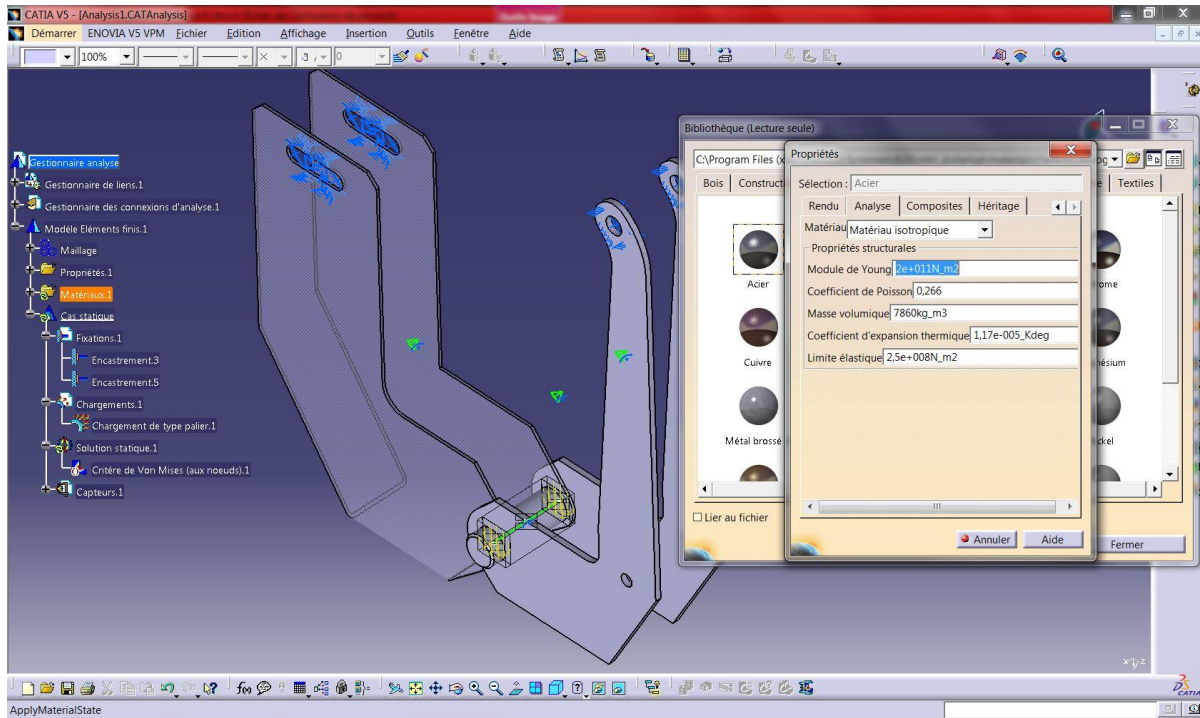 CATIA V5 - [Analysis1.CATAnalysis]
Démarrer ENOVIA V5 VPM Fichier Edition Affichage Insertion Outils Fenêtre Aide
100% 0
Gestionnaire analyse
Gestionnaire de liens.1
Gestionnaire des connexions d'analyse.1
Modèle Eléments finis.1
Maillage
Propriétés.1
Matériaux.1
Cas statique
Fixations.1
Encastrement.3
Encastrement.5
Chargements.1
Chargement de type palier.1
Solution statique.1
Critère de Von Mises (aux noeuds).1
Capteurs.1
Bibliothèque (Lecture seule)
C:\Program Files (x
Bois Construct Textiles
Acier
Cuivre
Métal brossé
Lier au fichier
Fermer
Propriétés
Sélection : Acier
Rendu Analyse Composites Héritage
Matériau Matériau isotropique
Propriétés structurales
Module de Young 2e+011N_m2
Coefficient de Poisson 0,266
Masse volumique 7860kg_m3
Coefficient d'expansion thermique 1,17e-005_Kdeg
Limite élastique 2,5e+008N_m2
Annuler Aide
ApplyMaterialState
CATIA